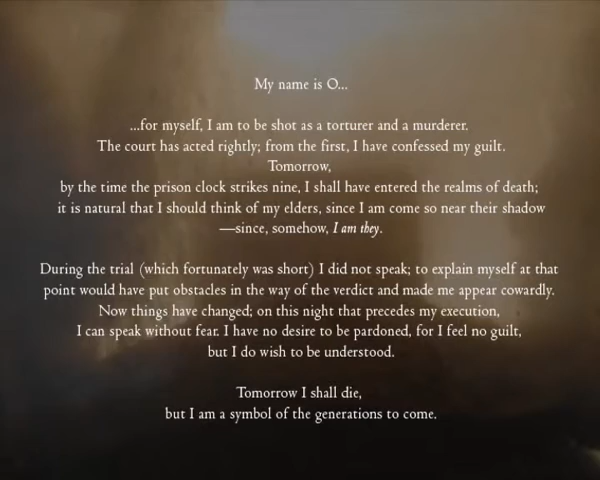 My name is O...
...for myself, I am to be shot as a torturer and a murderer.
The court has acted rightly; from the first, I have confessed my guilt.
Tomorrow,
by the time the prison clock strikes nine, I shall have entered the realms of death;
it is natural that I should think of my elders, since I am come so near their shadow
—since, somehow, I am they.
During the trial (which fortunately was short) I did not speak; to explain myself at that
point would have put obstacles in the way of the verdict and made me appear cowardly.
Now things have changed; on this night that precedes my execution,
I can speak without fear. I have no desire to be pardoned, for I feel no guilt,
but I do wish to be understood.
Tomorrow I shall die,
but I am a symbol of the generations to come.